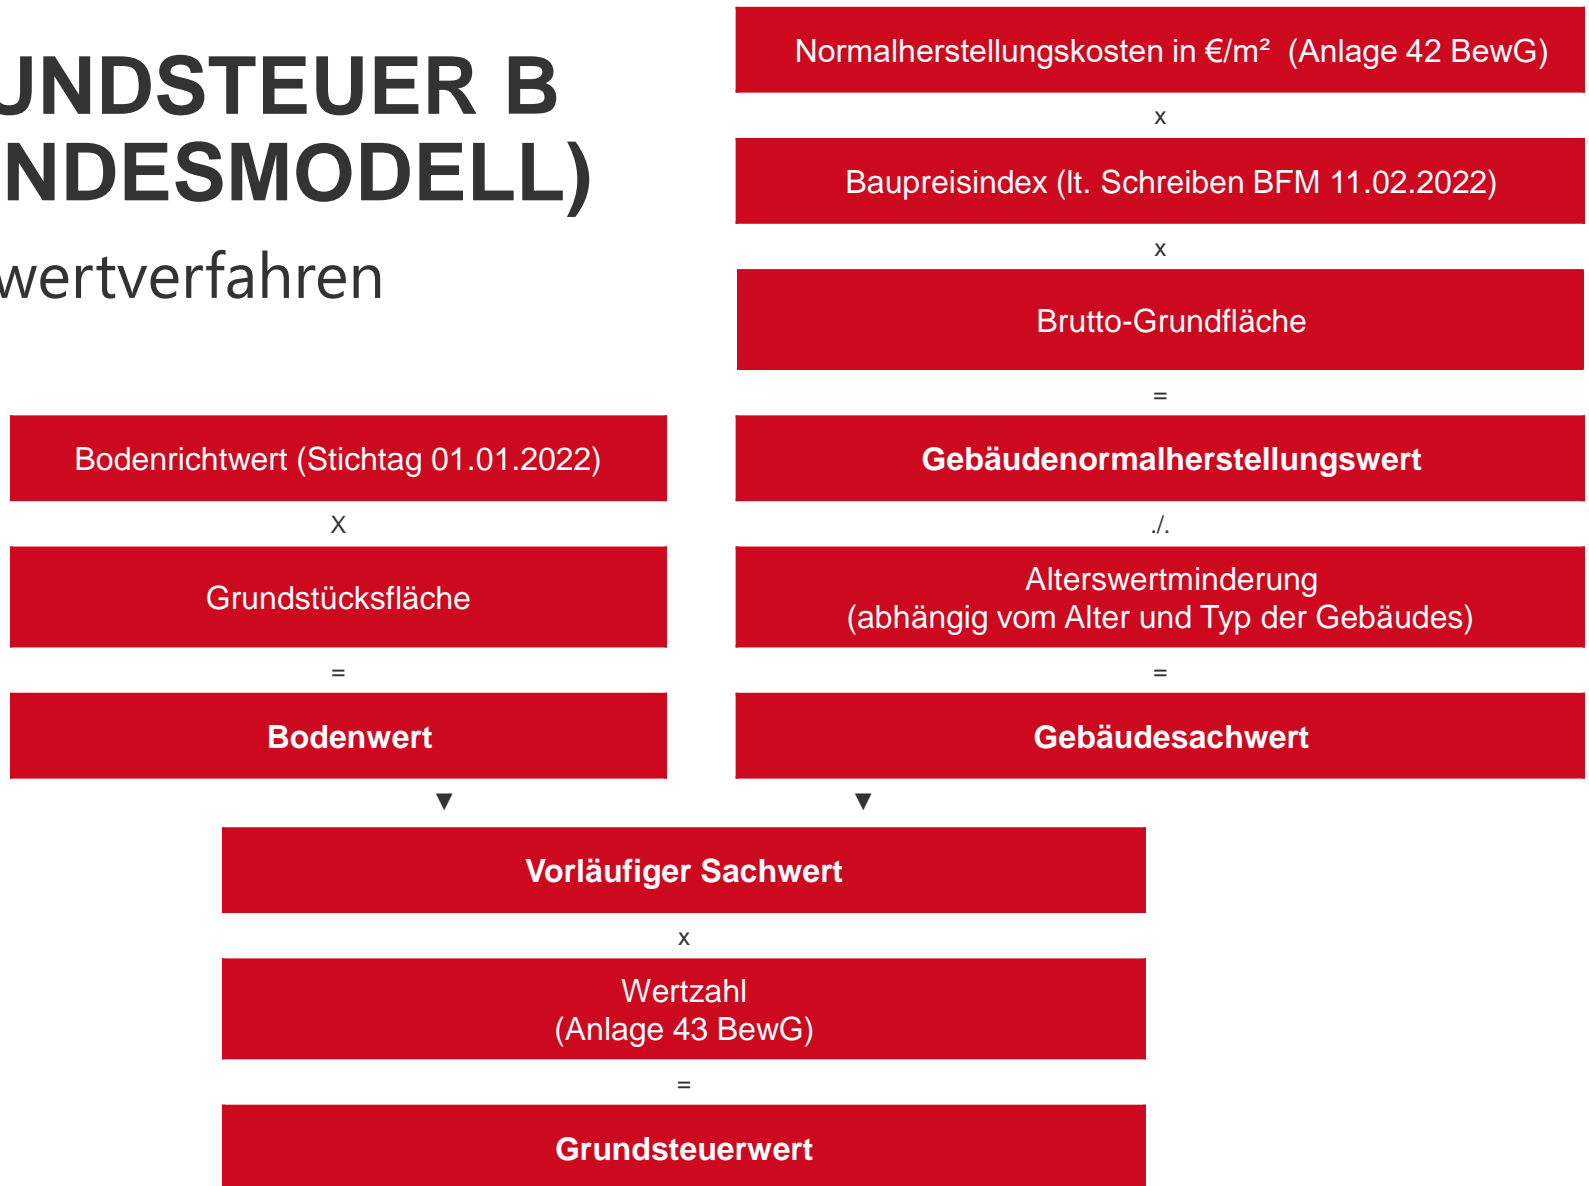 UNDSTEUER B
NDESMODELL)
wertverfahren
Normalherstellungskosten in €/m² (Anlage 42 BewG)
x
Baupreisindex (lt. Schreiben BFM 11.02.2022)
x
Brutto-Grundfläche
=
Gebäudenormalherstellungswert
./.
Alterswertminderung
(abhängig vom Alter und Typ der Gebäudes)
=
Gebäudesachwert
Bodenrichtwert (Stichtag 01.01.2022)
X
Grundstücksfläche
=
Bodenwert
▼ ▼
Vorläufiger Sachwert
x
Wertzahl
(Anlage 43 BewG)
=
Grundsteuerwert